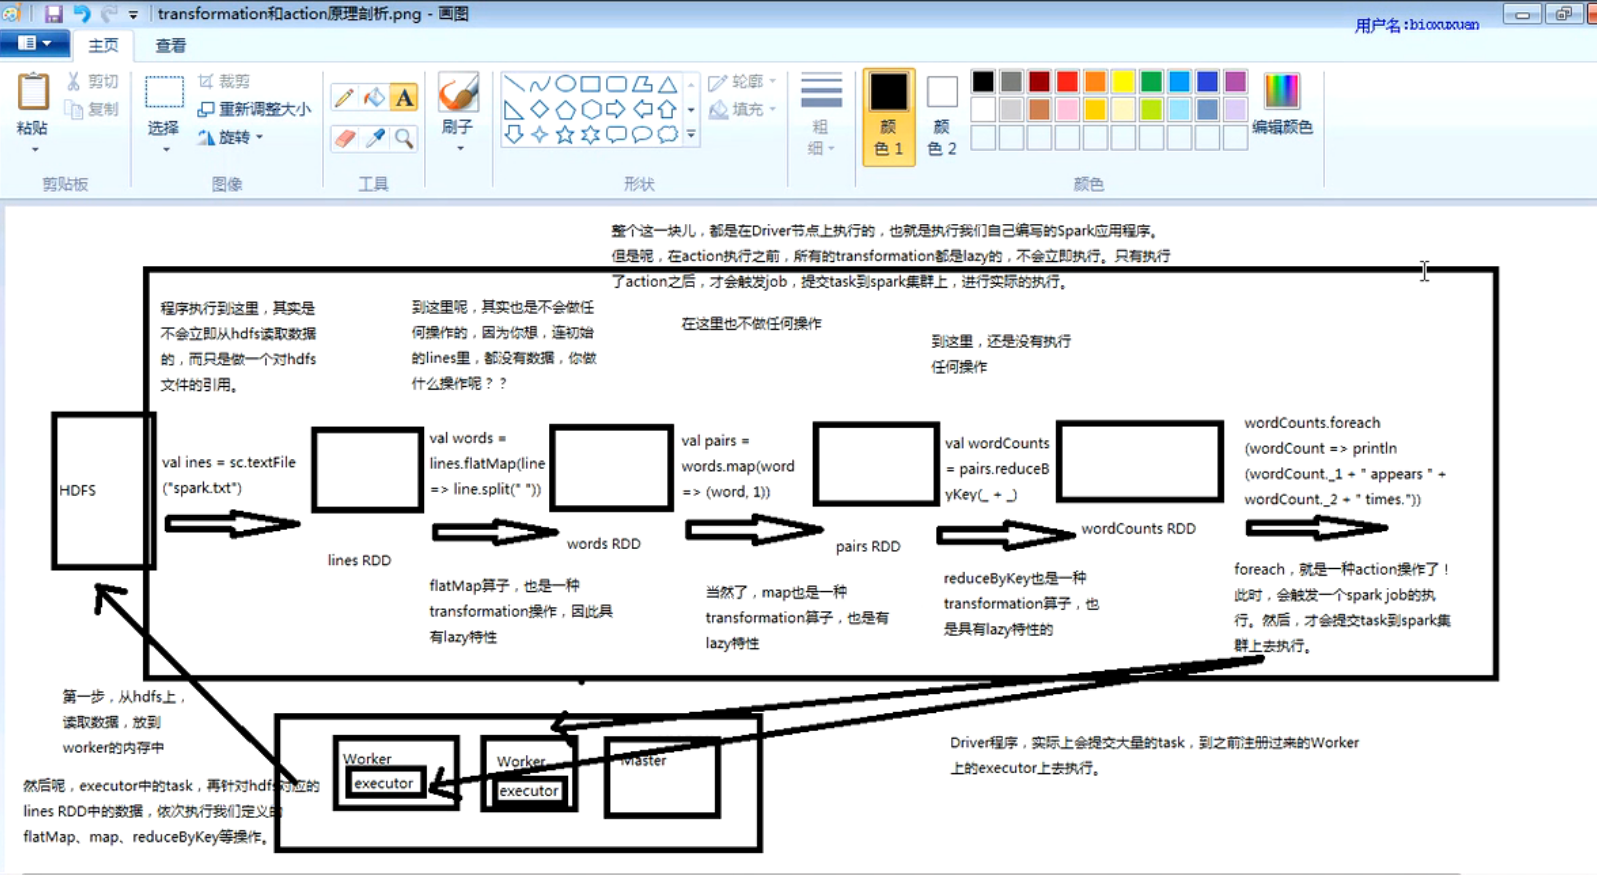 transformation和action原理剖析.png - 画图
用户名:bioxuxuan
主页
查看
粘贴
剪切
复制
剪贴板
选择
裁剪
重新调整大小
旋转
图像
A
工具
刷子
轮廓
填充
形状
粗
细
颜
色 1
颜
色 2
编辑颜色
颜色
整个这一块儿，都是在Driver节点上执行的，也就是执行我们自己编写的Spark应用程序。
但是呢，在action执行之前，所有的transformation都是lazy的，不会立即执行。只有执行
了action之后，才会触发job，提交task到spark集群上，进行实际的执行。
程序执行到这里，其实是
不会立即从hdfs读取数据
的，而只是做一个对hdfs
文件的引用。
到这里呢，其实也是不会做任
何操作的，因为你想，连初始
的lines里，都没有数据，你做
什么操作呢？？
在这里也不做任何操作
到这里，还是没有执行
任何操作
HDFS
val ines = sc.textFile
("spark.txt")
lines RDD
val words =
lines.flatMap(line
=> line.split(" "))
words RDD
flatMap算子，也是一种
transformation操作，因此具
有lazy特性
val pairs =
words.map(word
=> (word, 1))
pairs RDD
当然了，map也是一种
transformation算子，也是有
lazy特性
val wordCounts
= pairs.reduceB
yKey(_ + _)
wordCounts RDD
reduceByKey也是一种
transformation算子，也
是具有lazy特性的
wordCounts.foreach
(wordCount => println
(wordCount._1 + " appears " +
wordCount._2 + " times."))
foreach，就是一种action操作了！
此时，会触发一个spark job的执
行。然后，才会提交task到spark集
群上去执行。
第一步，从hdfs上，
读取数据，放到
worker的内存中
然后呢，executor中的task，再针对hdfs对应的
lines RDD中的数据，依次执行我们定义的
flatMap、map、reduceByKey等操作。
Worker
executor
Worker
executor
Master
Driver程序，实际上会提交大量的task，到之前注册过来的Worker
上的executor上去执行。